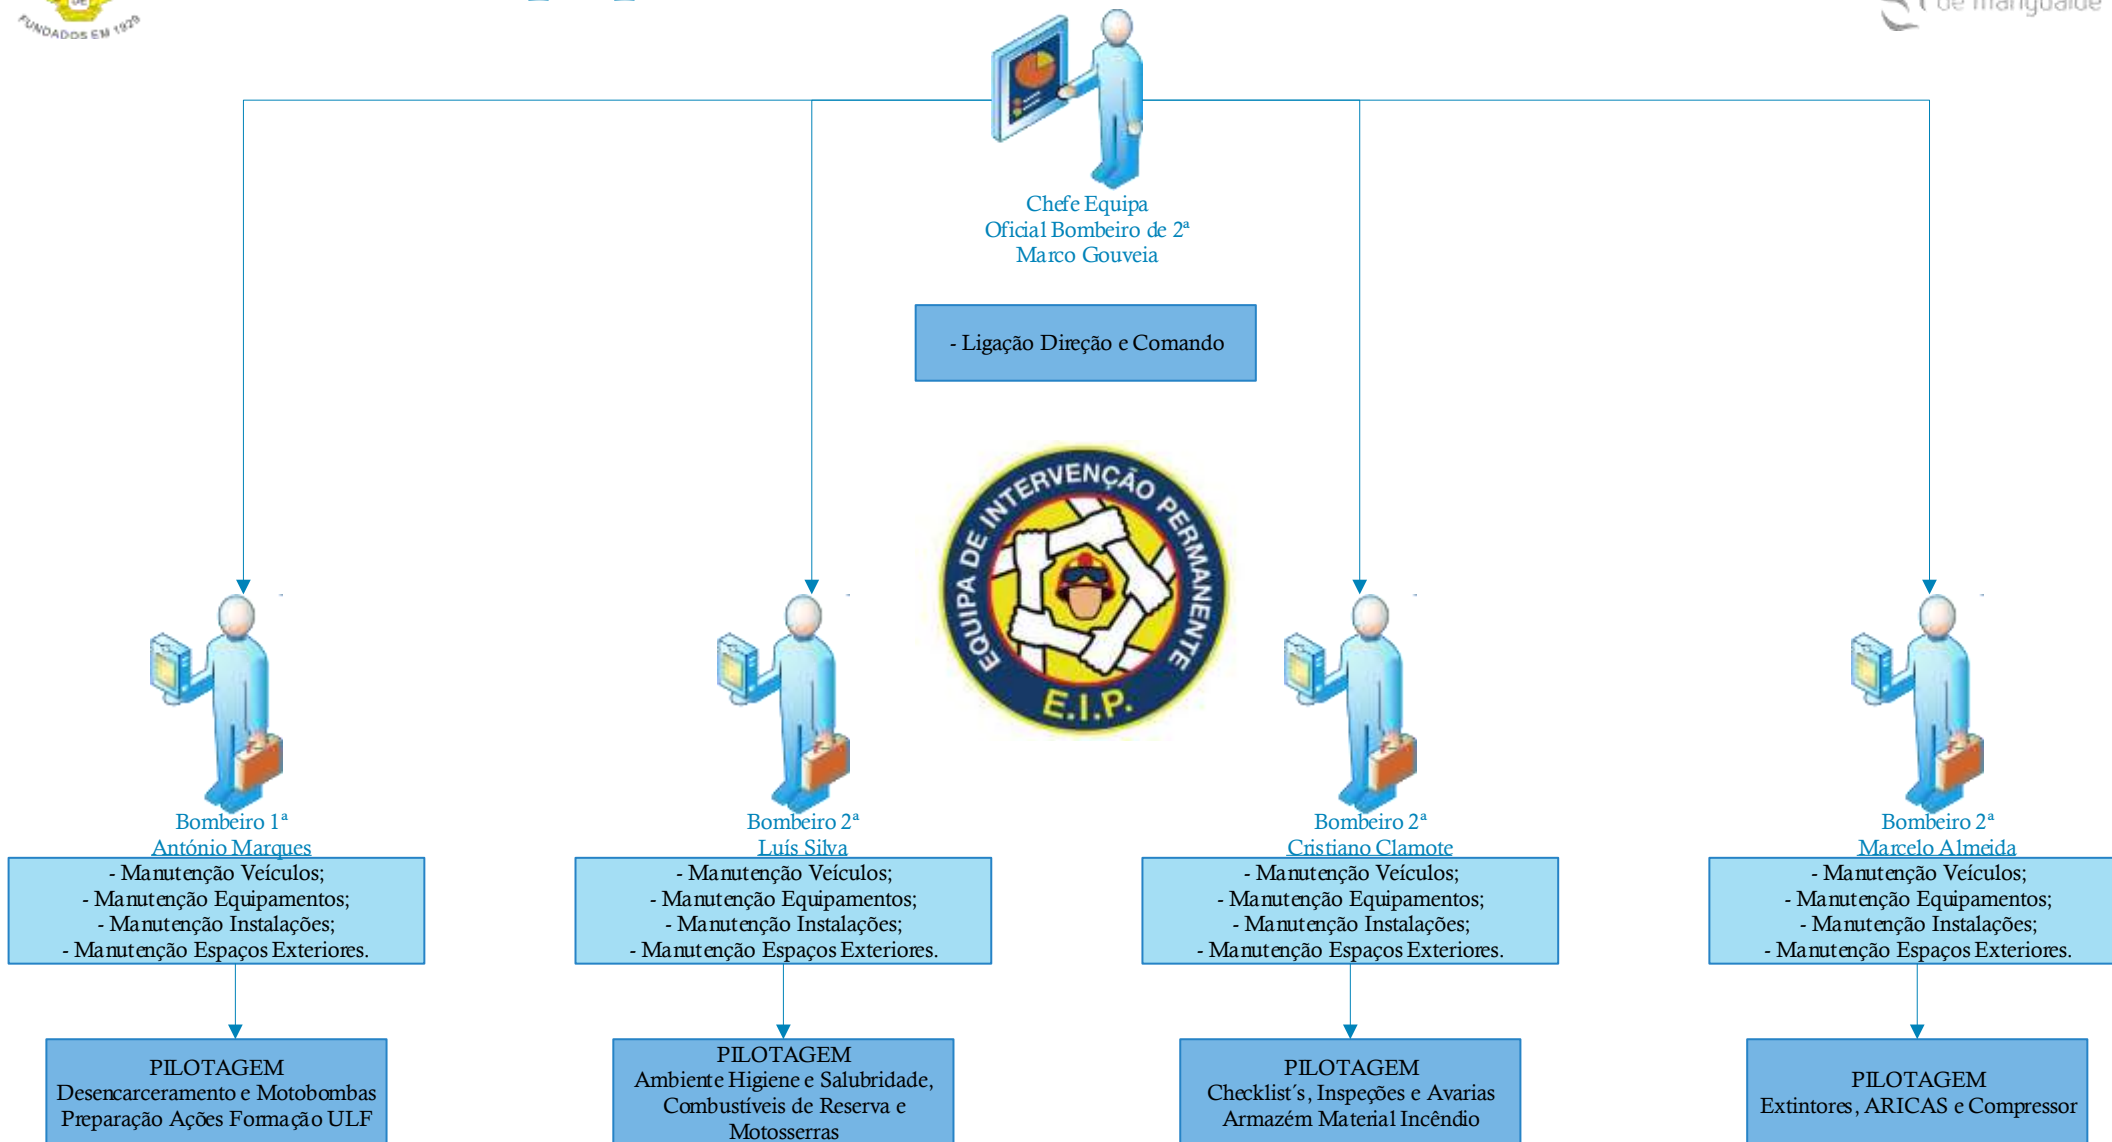 DE
FUNDADOS EM 1929
de mangualde
Chefe Equipa
Oficial Bombeiro de 2ª
Marco Gouveia
- Ligação Direção e Comando
EQUIPA DE INTERVENÇÃO PERMANENTE
E.I.P.
Bombeiro 1ª
António Marques
- Manutenção Veículos;
- Manutenção Equipamentos;
- Manutenção Instalações;
- Manutenção Espaços Exteriores.
PILOTAGEM
Desencarceramento e Motobombas
Preparação Ações Formação ULF
Bombeiro 2ª
Luís Silva
- Manutenção Veículos;
- Manutenção Equipamentos;
- Manutenção Instalações;
- Manutenção Espaços Exteriores.
PILOTAGEM
Ambiente Higiene e Salubridade,
Combustíveis de Reserva e
Motosserras
Bombeiro 2ª
Cristiano Clamote
- Manutenção Veículos;
- Manutenção Equipamentos;
- Manutenção Instalações;
- Manutenção Espaços Exteriores.
PILOTAGEM
Checklist´s, Inspeções e Avarias
Armazém Material Incêndio
Bombeiro 2ª
Marcelo Almeida
- Manutenção Veículos;
- Manutenção Equipamentos;
- Manutenção Instalações;
- Manutenção Espaços Exteriores.
PILOTAGEM
Extintores, ARICAS e Compressor